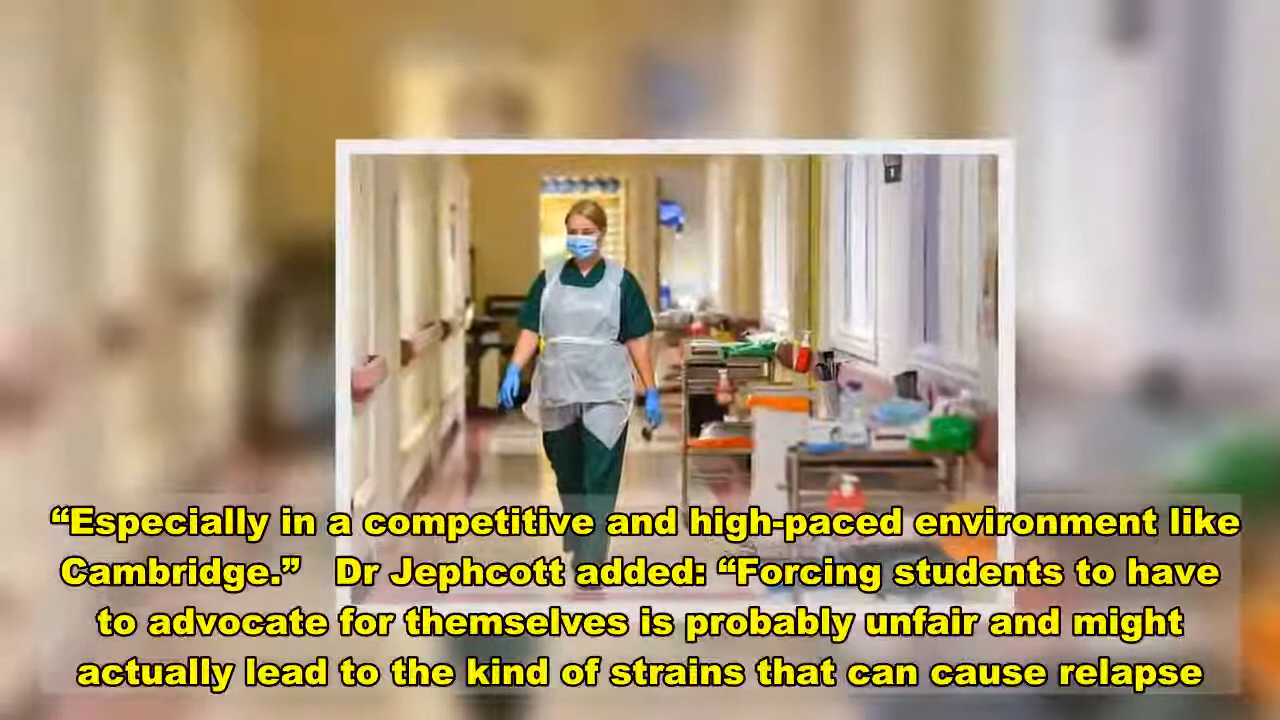 “Especially in a competitive and high-paced environment like
Cambridge.” Dr Jephcott added: “Forcing students to have
to advocate for themselves is probably unfair and might
actually lead to the kind of strains that can cause relapse